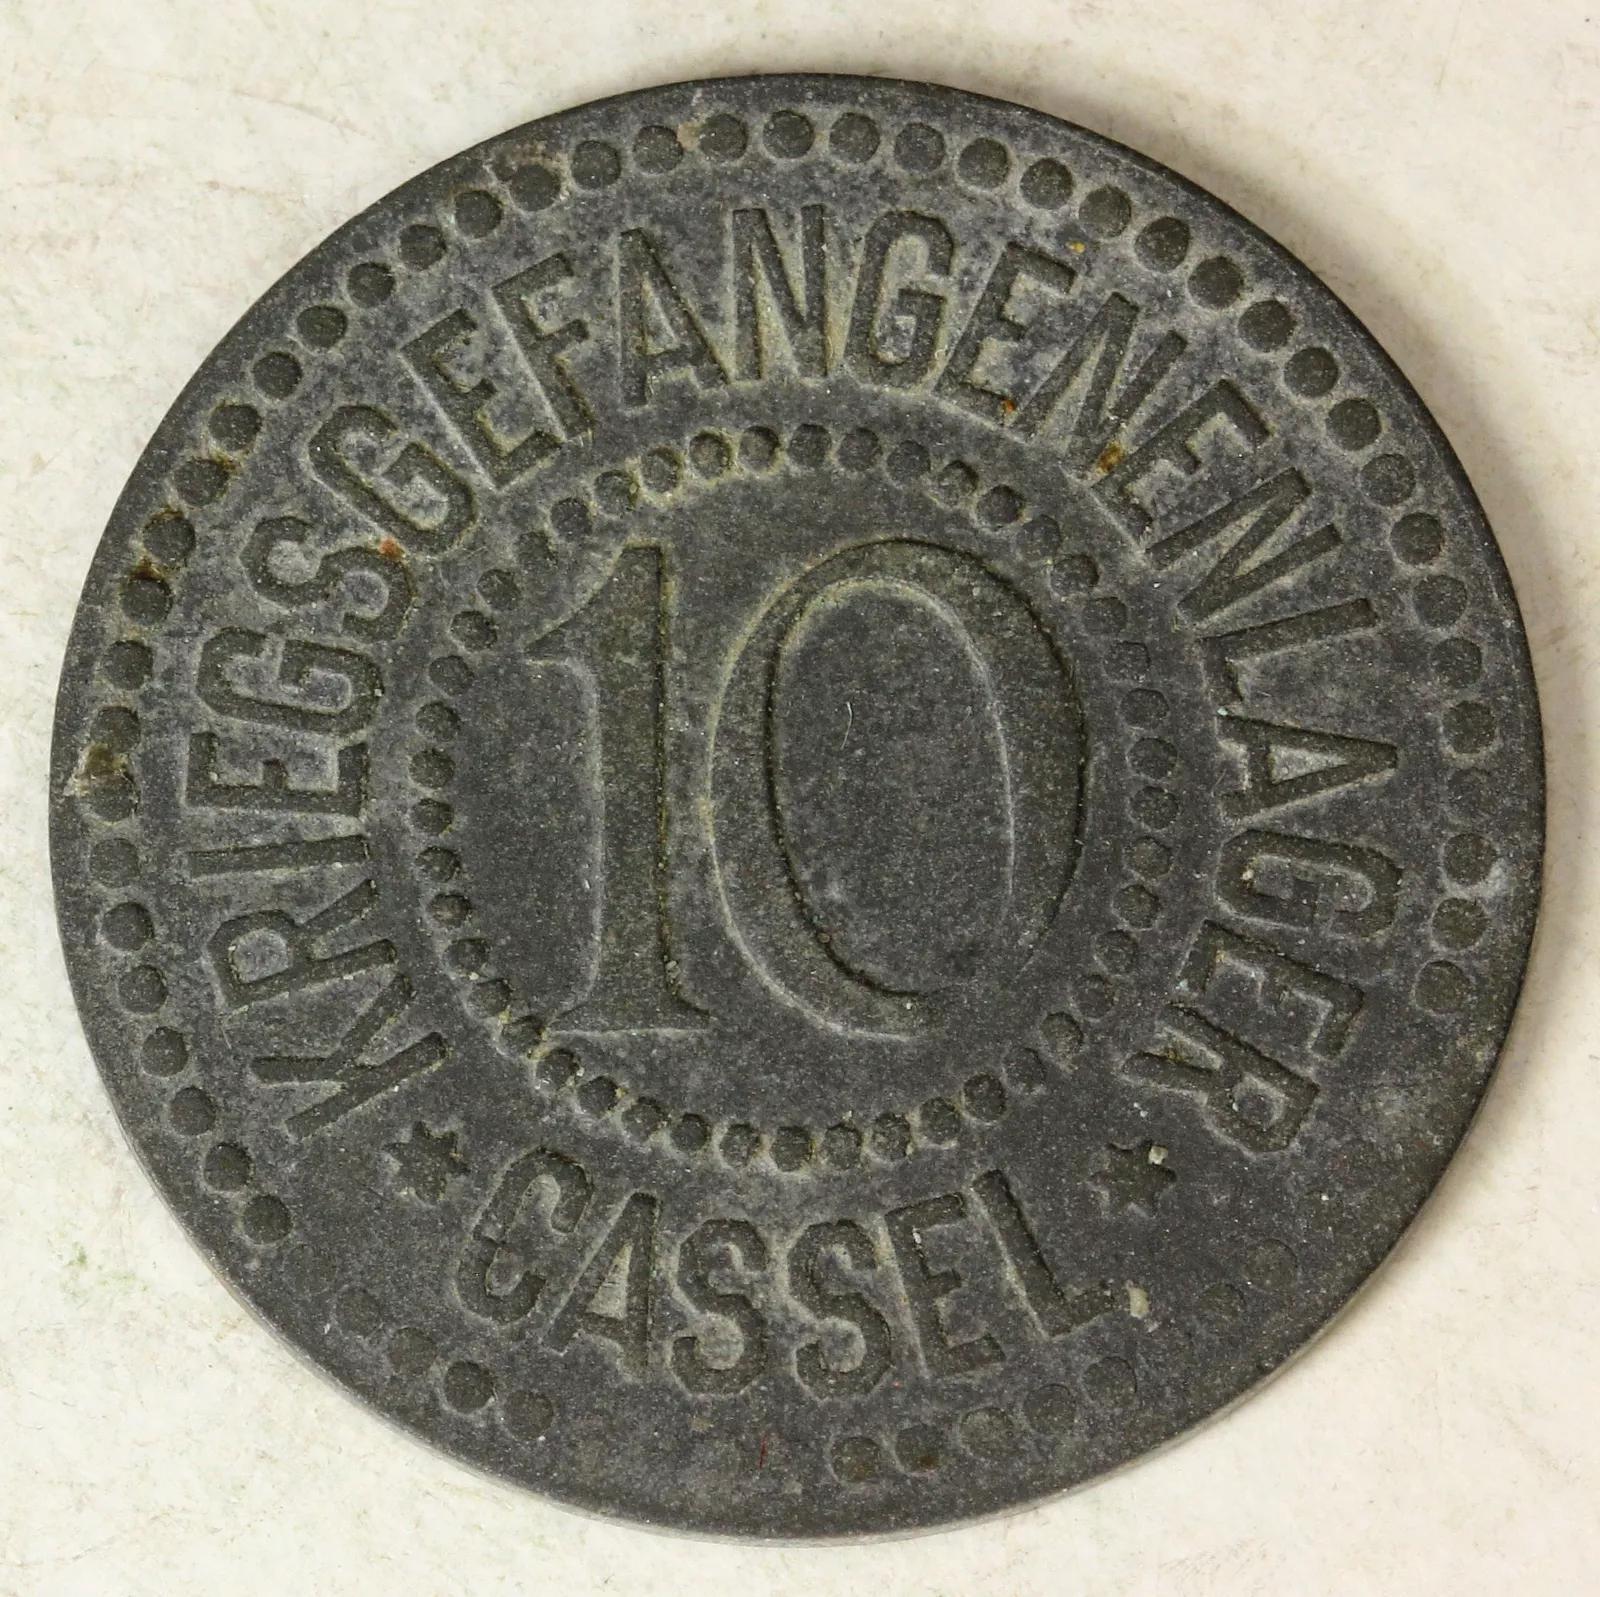 KRIEGSGEFANGENENLAGER
10
* CASSEL *